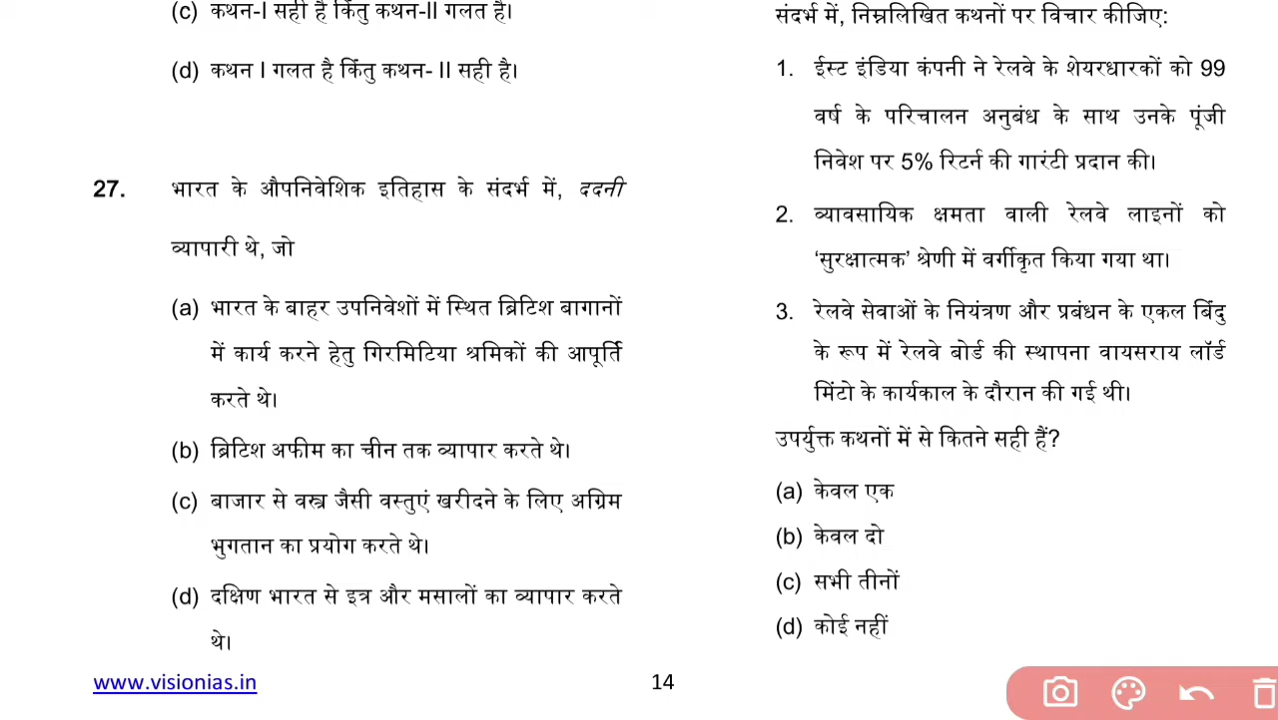 (c) कथन-I सही है किंतु कथन-II गलत है।
(d) कथन I गलत है किंतु कथन- II सही है।
27. भारत के औपनिवेशिक इतिहास के संदर्भ में, ददनी
व्यापारी थे, जो
(a) भारत के बाहर उपनिवेशों में स्थित ब्रिटिश बागानों
में कार्य करने हेतु गिरमिटिया श्रमिकों की आपूर्ति
करते थे।
(b) ब्रिटिश अफीम का चीन तक व्यापार करते थे।
(c) बाजार से वस्त्र जैसी वस्तुएं खरीदने के लिए अग्रिम
भुगतान का प्रयोग करते थे।
(d) दक्षिण भारत से इत्र और मसालों का व्यापार करते
थे।
संदर्भ में, निम्नलिखित कथनों पर विचार कीजिए:
1. ईस्ट इंडिया कंपनी ने रेलवे के शेयरधारकों को 99
वर्ष के परिचालन अनुबंध के साथ उनके पूंजी
निवेश पर 5% रिटर्न की गारंटी प्रदान की।
2. व्यावसायिक क्षमता वाली रेलवे लाइनों को
‘सुरक्षात्मक’ श्रेणी में वर्गीकृत किया गया था।
3. रेलवे सेवाओं के नियंत्रण और प्रबंधन के एकल बिंदु
के रूप में रेलवे बोर्ड की स्थापना वायसराय लॉर्ड
मिंटो के कार्यकाल के दौरान की गई थी।
उपर्युक्त कथनों में से कितने सही हैं?
(a) केवल एक
(b) केवल दो
(c) सभी तीनों
(d) कोई नहीं
www.visionias.in
14